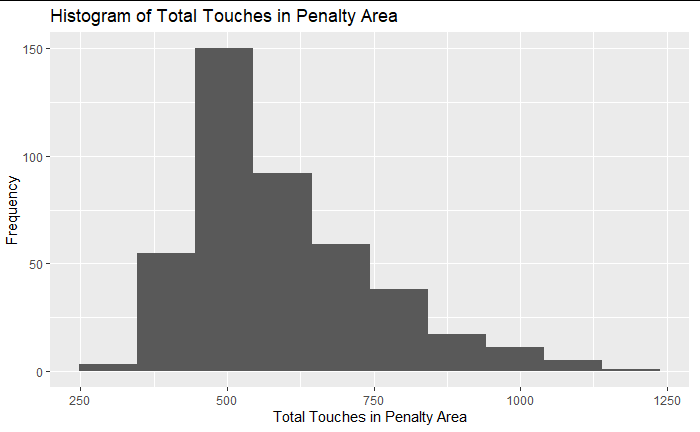 Histogram of Total Touches in Penalty Area
150
100
50
0
Frequency
250 500 750 1000 1250
Total Touches in Penalty Area